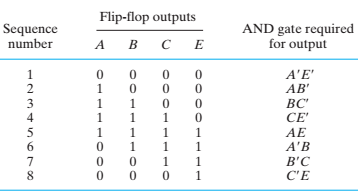 Sequence number Flip-flop outputs AND gate required for output
A B C E
1 0 0 0 0 A′E′
2 1 0 0 0 AB′
3 1 1 0 0 BC′
4 1 1 1 0 CE′
5 1 1 1 1 AE
6 0 1 1 1 A′B
7 0 0 1 1 B′C
8 0 0 0 1 C′E